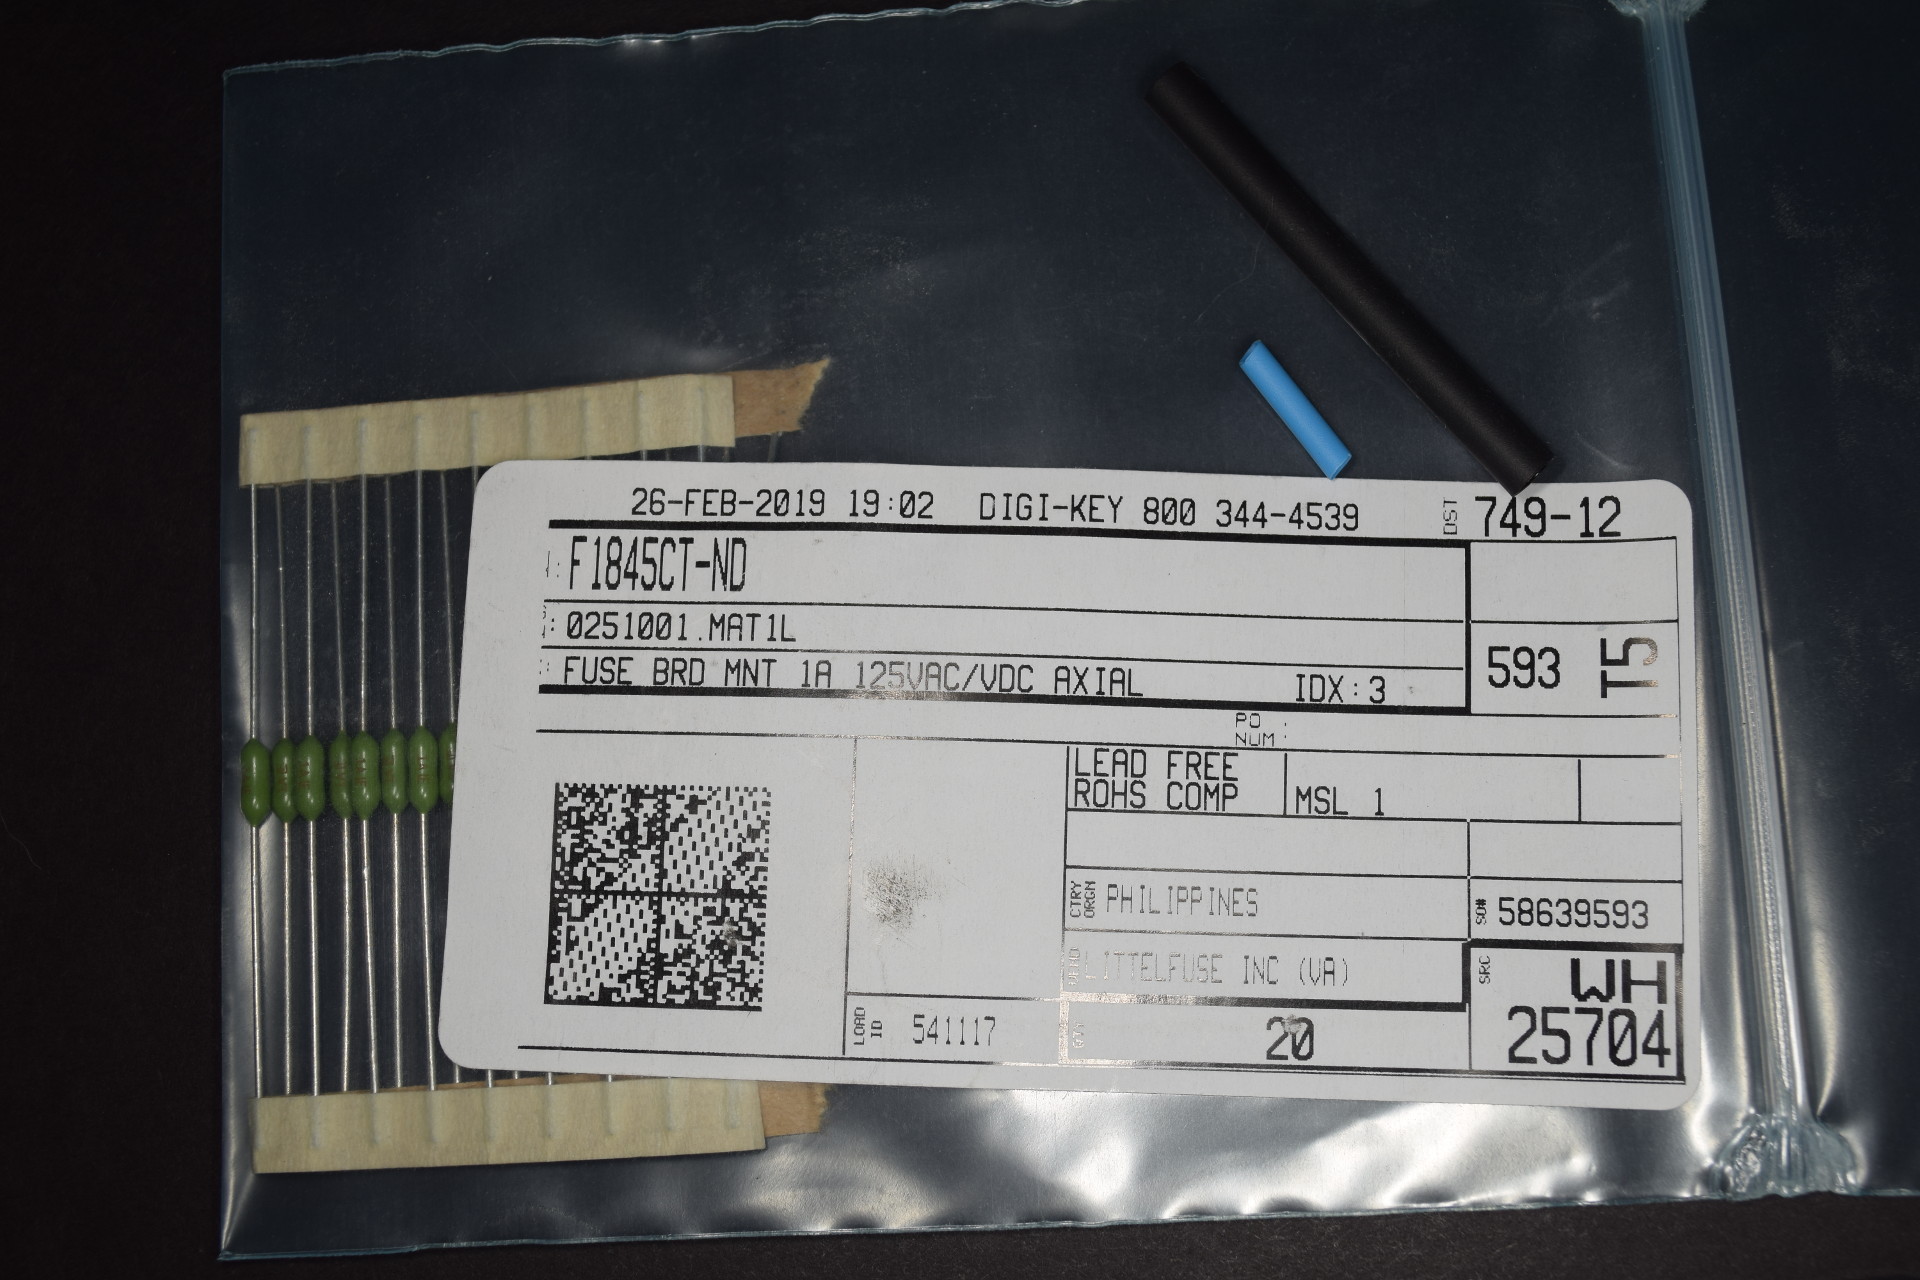 26-FEB-2019 19:02 DIGI-KEY 800 344-4539
DST 749-12
: F1845CT-ND
: 0251001.MAT1L
: FUSE BRD MNT 1A 125VAC/VDC AXIAL IDX:3
593 T5
PO
NUM :
LEAD FREE
ROHS COMP
MSL 1
CTRY
ORGN PHILIPPINES
SO# 58639593
LITTELFUSE INC (VA)
SRC WH
25704
LOAD
ID 541117
20